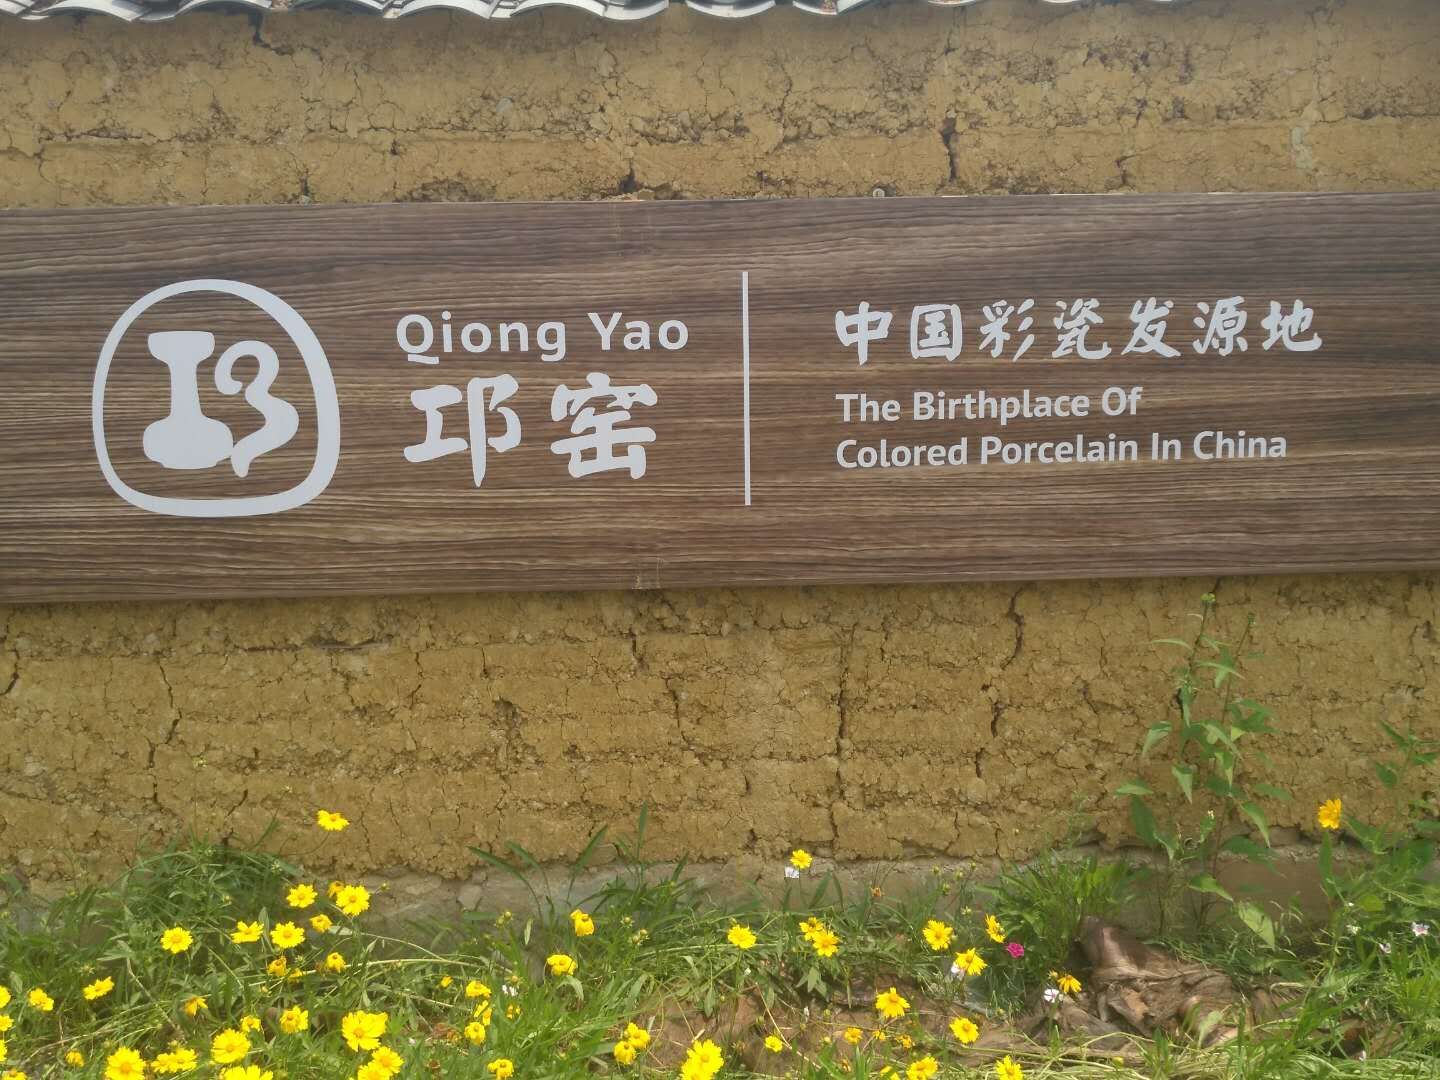 Qiong Yao
邛窑
中国彩瓷发源地
The Birthplace Of
Colored Porcelain In China